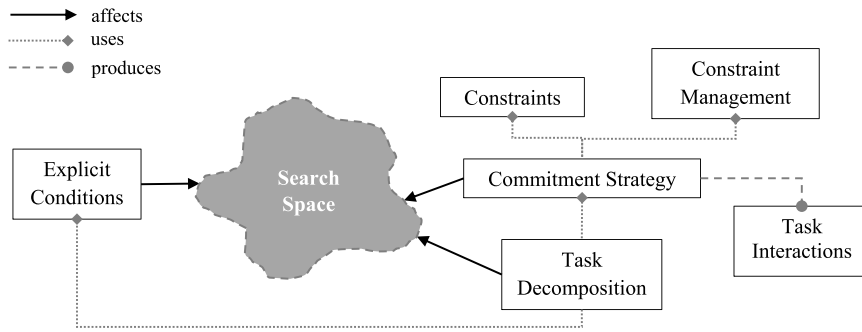 affects
uses
produces
Constraints
Constraint
Management
Explicit
Conditions
Search
Space
Commitment Strategy
Task
Interactions
Task
Decomposition